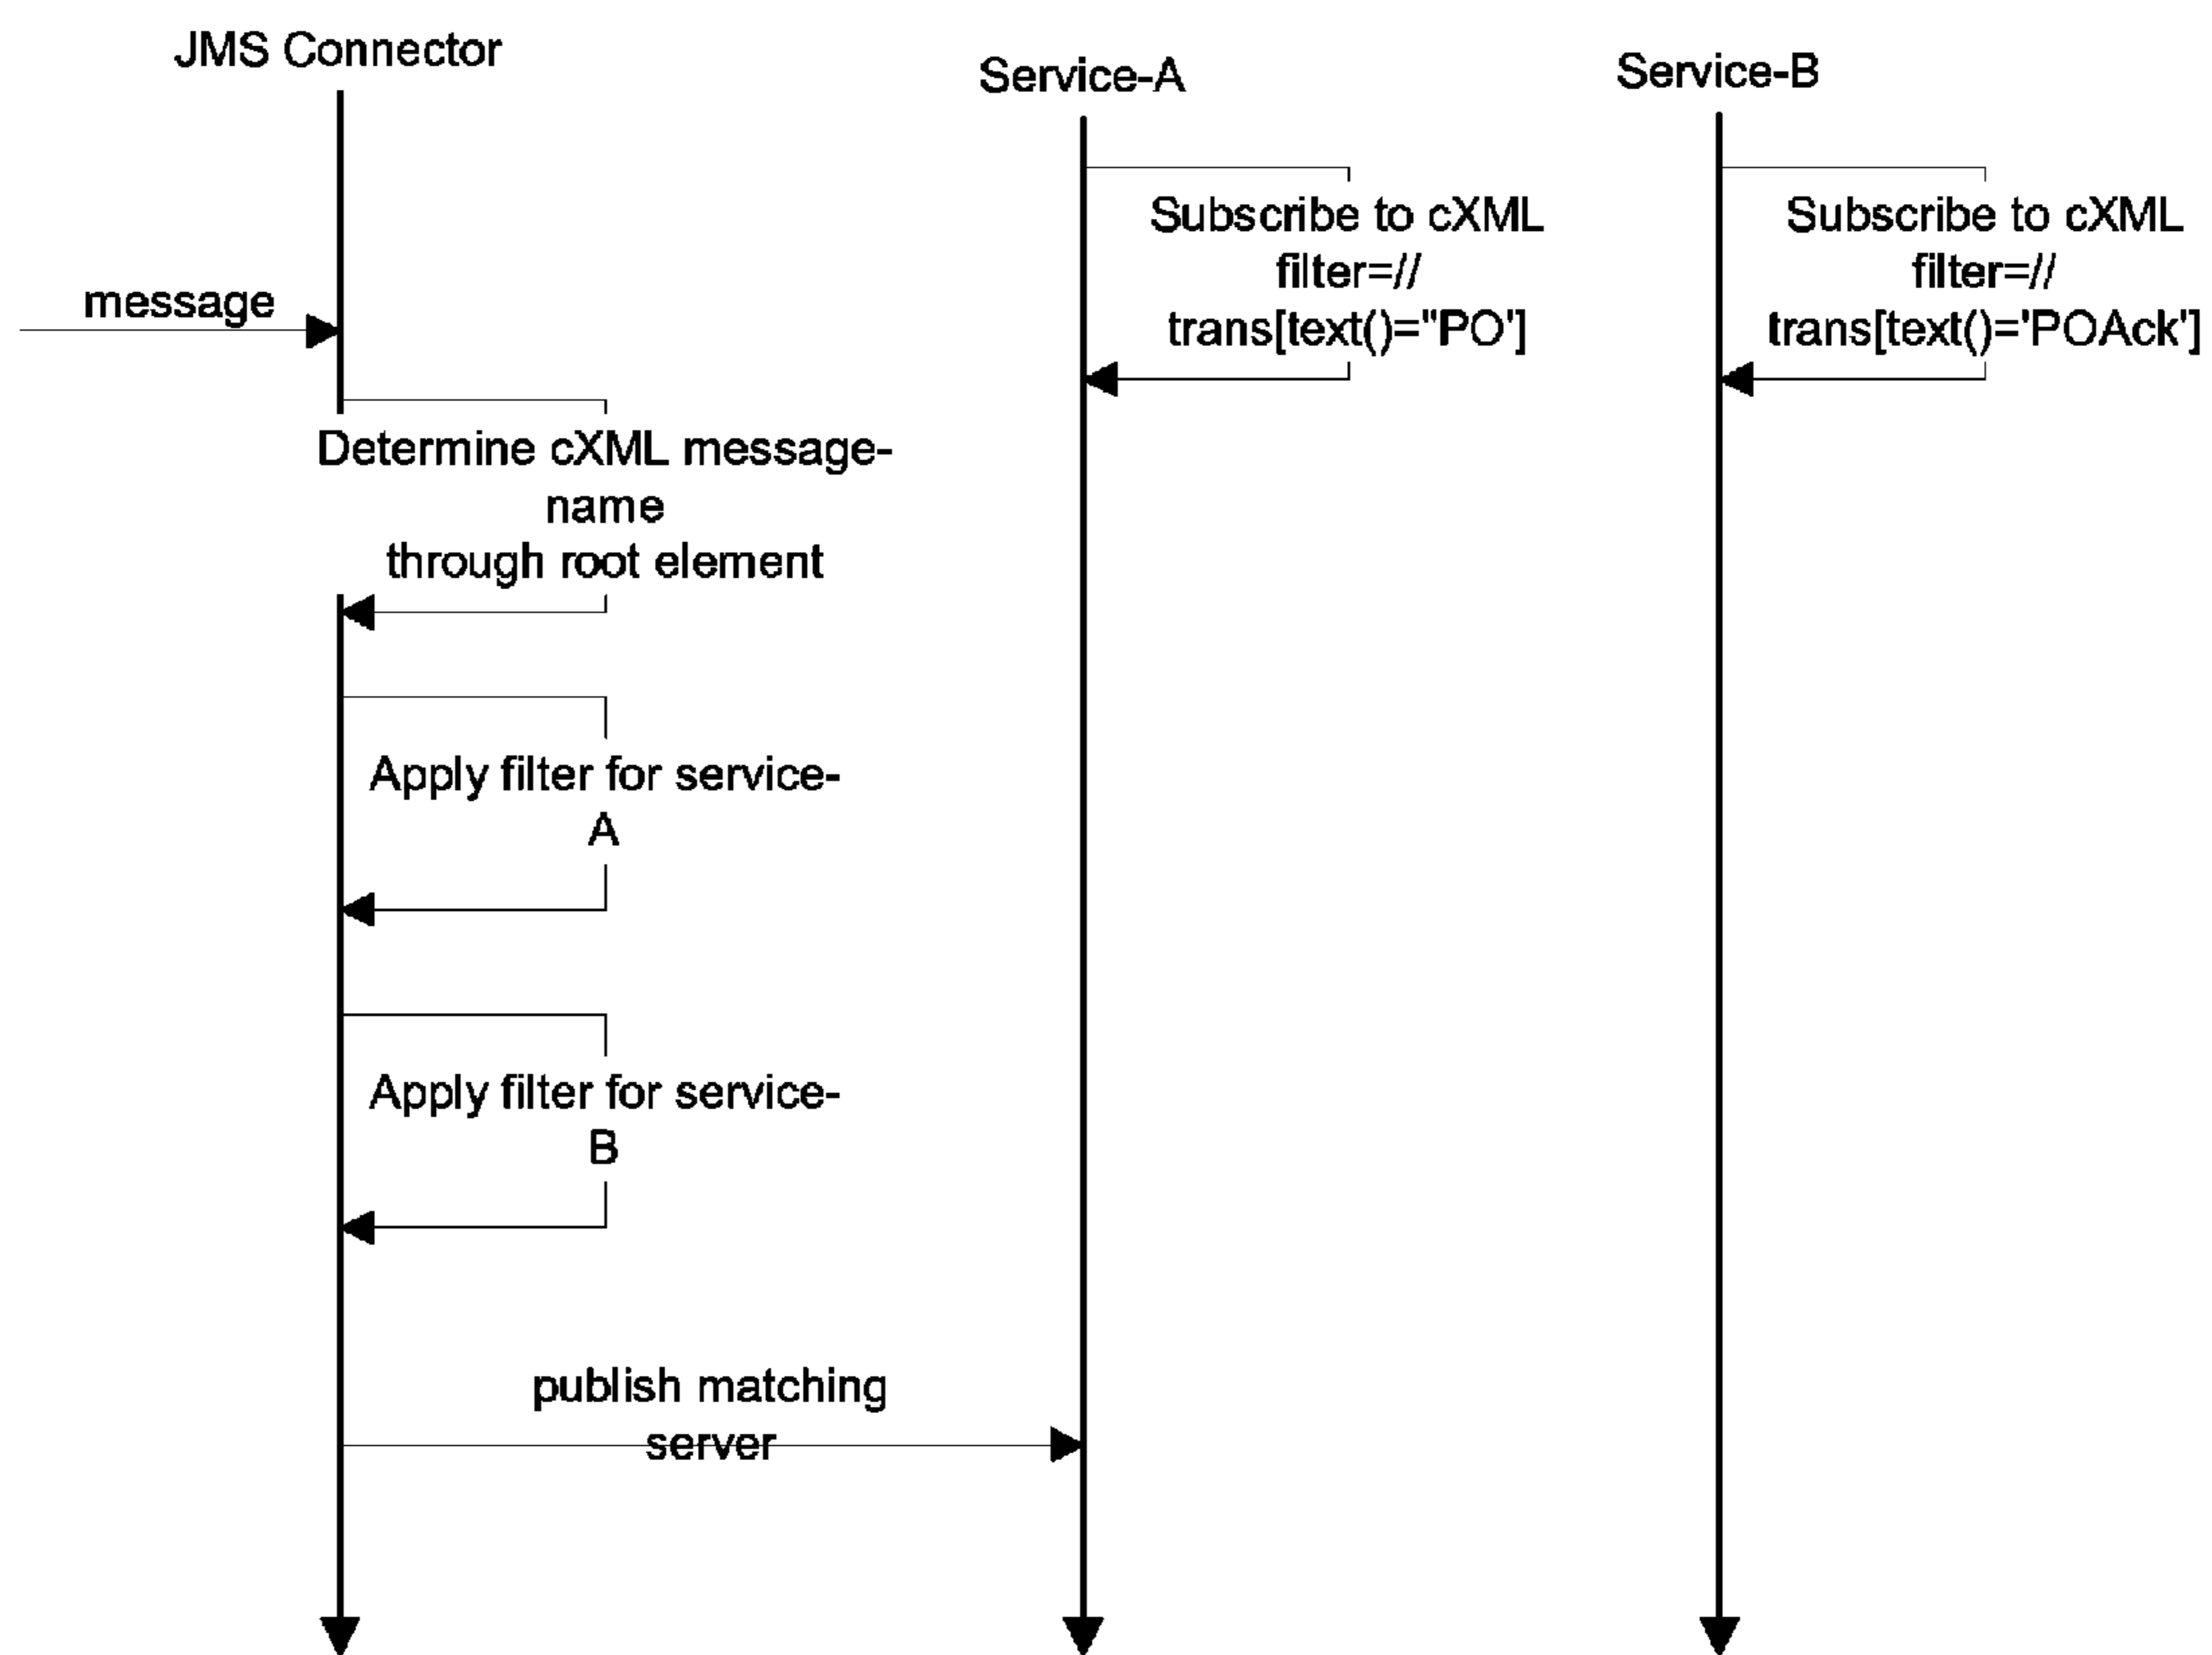 JMS Connector
Service-A
Service-B
Subscribe to cXML
filter=//
trans[text()="PO']
Subscribe to cXML
filter=//
trans[text()='POAck']
message
Determine cXML message-
name
through root element
Apply filter for service-
A
Apply filter for service-
B
publish matching
server